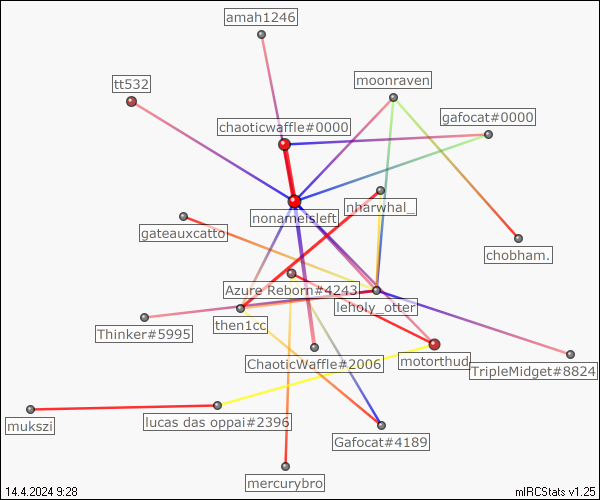 amah1246
moonraven
tt532
gafocat#0000
chaoticwaffle#0000
nharwhal_
nonameisleft
gateauxcatto
chobham.
Azure Reborn#4243
leholy_otter
then1cc
Thinker#5995
ChaoticWaffle#2006
motorthud
TripleMidget#8824
mukszi
lucas das oppai#2396
Gafocat#4189
mercurybro
14.4.2024 9:28
mIRCStats v1.25